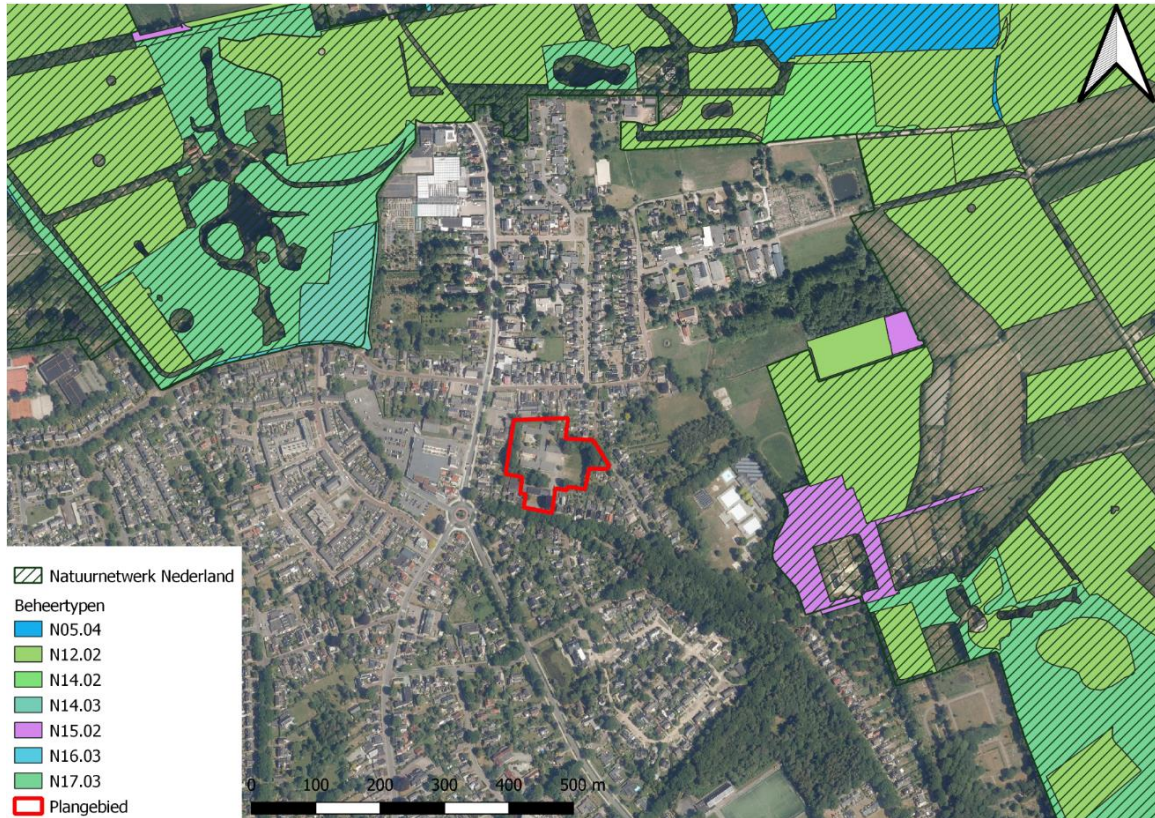 Natuurnetwerk Nederland
Beheertypen
N05.04
N12.02
N14.02
N14.03
N15.02
N16.03
N17.03
Plangebied
0 100 200 300 400 500 m